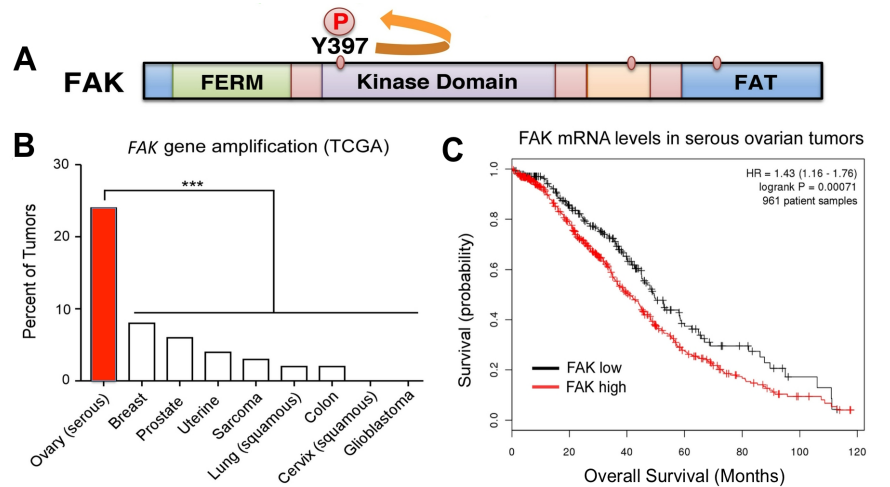 A
P
Y397
FAK
FERM
Kinase Domain
FAT
B
FAK gene amplification (TCGA)
Percent of Tumors
30
20
10
0
***
Ovary (serous)
Breast
Prostate
Uterine
Sarcoma
Lung (squamous)
Colon
Cervix (squamous)
Glioblastoma
C
FAK mRNA levels in serous ovarian tumors
HR = 1.43 (1.16 - 1.76)
logrank P = 0.00071
961 patient samples
Survival (probability)
1.0
0.8
0.6
0.4
0.2
0.0
FAK low
FAK high
0 20 40 60 80 100 120
Overall Survival (Months)